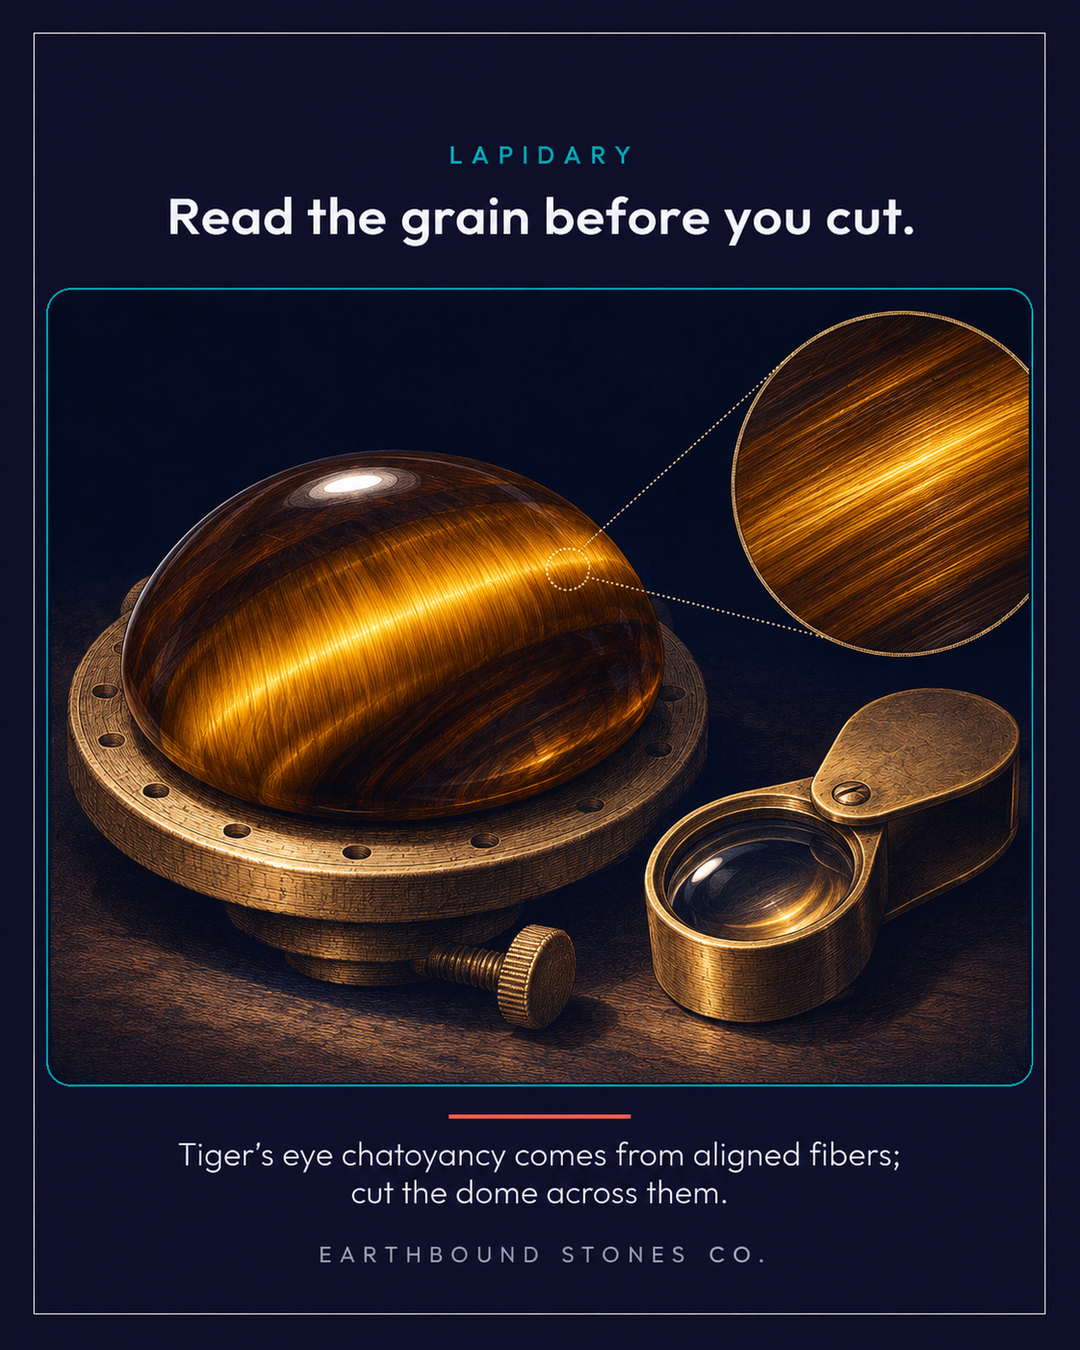 LAPIDARY
Read the grain before you cut.
Tiger’s eye chatoyancy comes from aligned fibers;
cut the dome across them.
EARTHBOUND STONES CO.